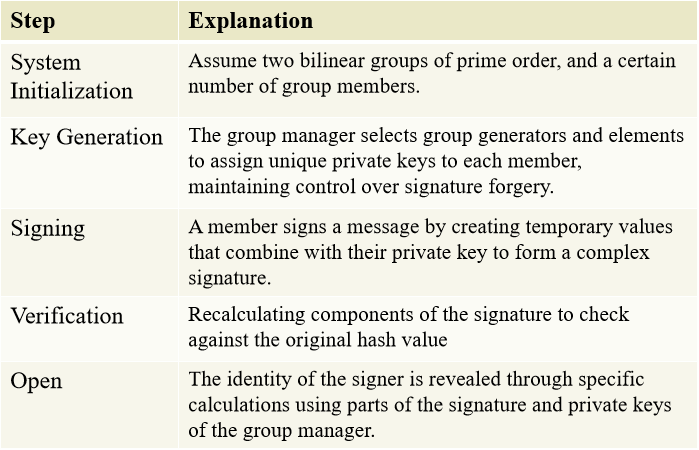 Step Explanation
System Assume two bilinear groups of prime order, and a certain
Initialization number of group members.
Key Generation The group manager selects group generators and elements
to assign unique private keys to each member,
maintaining control over signature forgery.
Signing A member signs a message by creating temporary values
that combine with their private key to form a complex
signature.
Verification Recalculating components of the signature to check
against the original hash value
Open The identity of the signer is revealed through specific
calculations using parts of the signature and private keys
of the group manager.